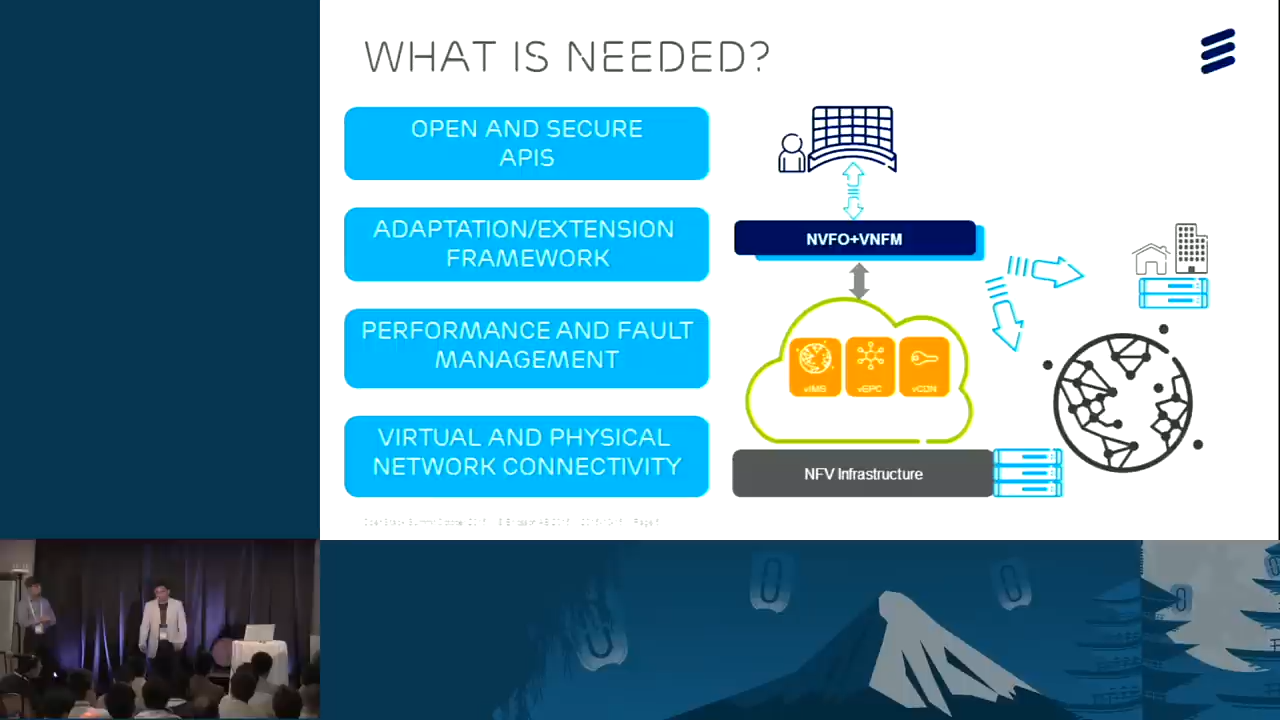 WHAT IS NEEDED?
OPEN AND SECURE
APIS
ADAPTATION/EXTENSION
FRAMEWORK
PERFORMANCE AND FAULT
MANAGEMENT
VIRTUAL AND PHYSICAL
NETWORK CONNECTIVITY
NVFO+VNFM
vIMS
vEPC
vCDN
NFV Infrastructure